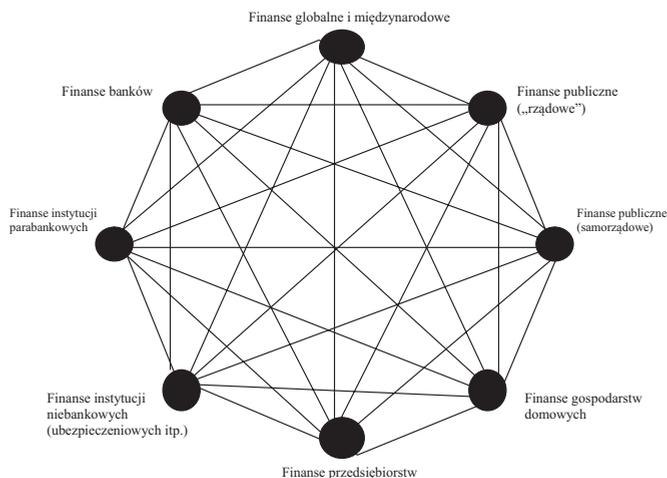 Finanse globalne i międzynarodowe
Finanse banków
Finanse publiczne
(„rządowe”)
Finanse instytucji
parabankowych
Finanse publiczne
(samorządowe)
Finanse instytucji
niebankowych
(ubezpieczeniowych itp.)
Finanse gospodarstw
domowych
Finanse przedsiębiorstw